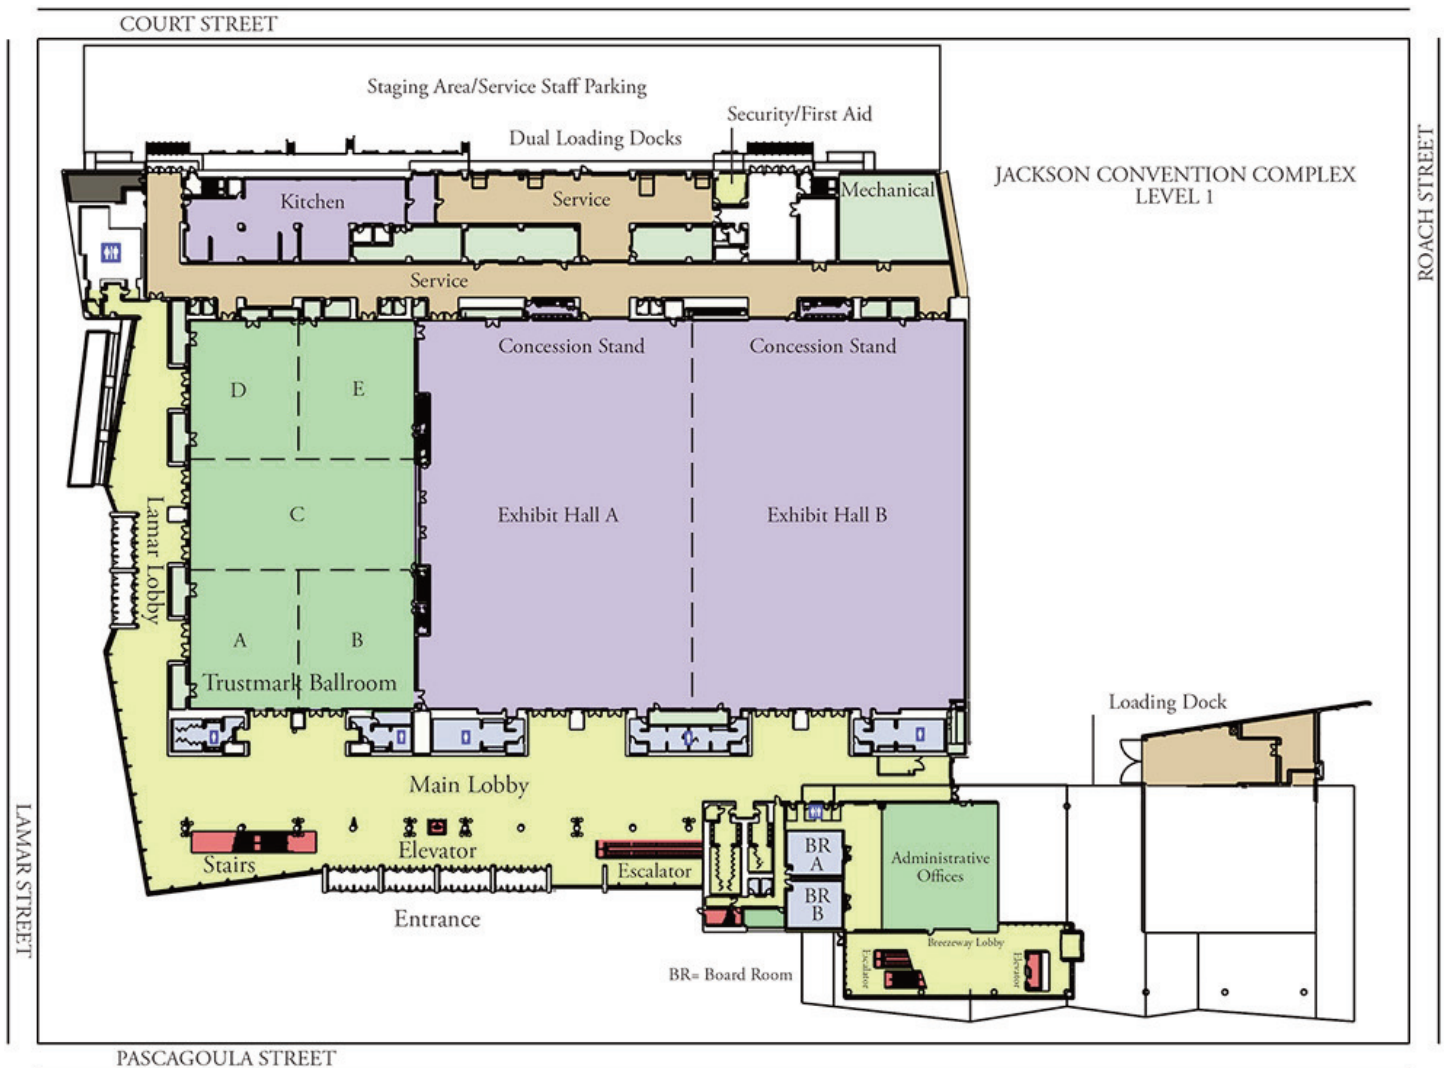 COURT STREET
Staging Area/Service Staff Parking
Security/First Aid
Dual Loading Docks
JACKSON CONVENTION COMPLEX
LEVEL 1
ROACH STREET
Kitchen
Service
Mechanical
Service
Concession Stand
Concession Stand
D
E
Lamar Lobby
C
Exhibit Hall A
Exhibit Hall B
A
B
Trustmark Ballroom
Loading Dock
Main Lobby
LAMAR STREET
Stairs
Elevator
Escalator
BR
A
Administrative
Offices
BR
B
Entrance
Breezeway Lobby
Escalator
Elevator
BR= Board Room
PASCAGOULA STREET